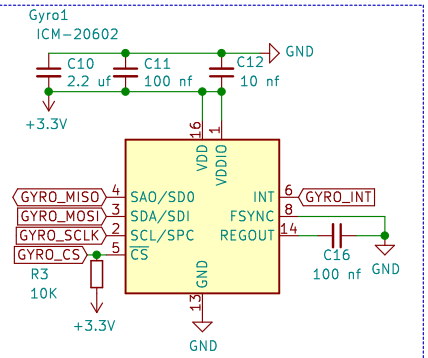 Gyro1
ICM-20602
C10
2.2 uf
C11
100 nf
C12
10 nf
GND
+3.3V
16
1
VDD
VDDIO
GYRO_MISO 4 SAO/SD0
GYRO_MOSI 3 SDA/SDI
GYRO_SCLK 2 SCL/SPC
GYRO_CS 5 CS
INT 6 GYRO_INT
FSYNC 8
REGOUT 14
GND
13
GND
R3
10K
+3.3V
C16
100 nf
GND